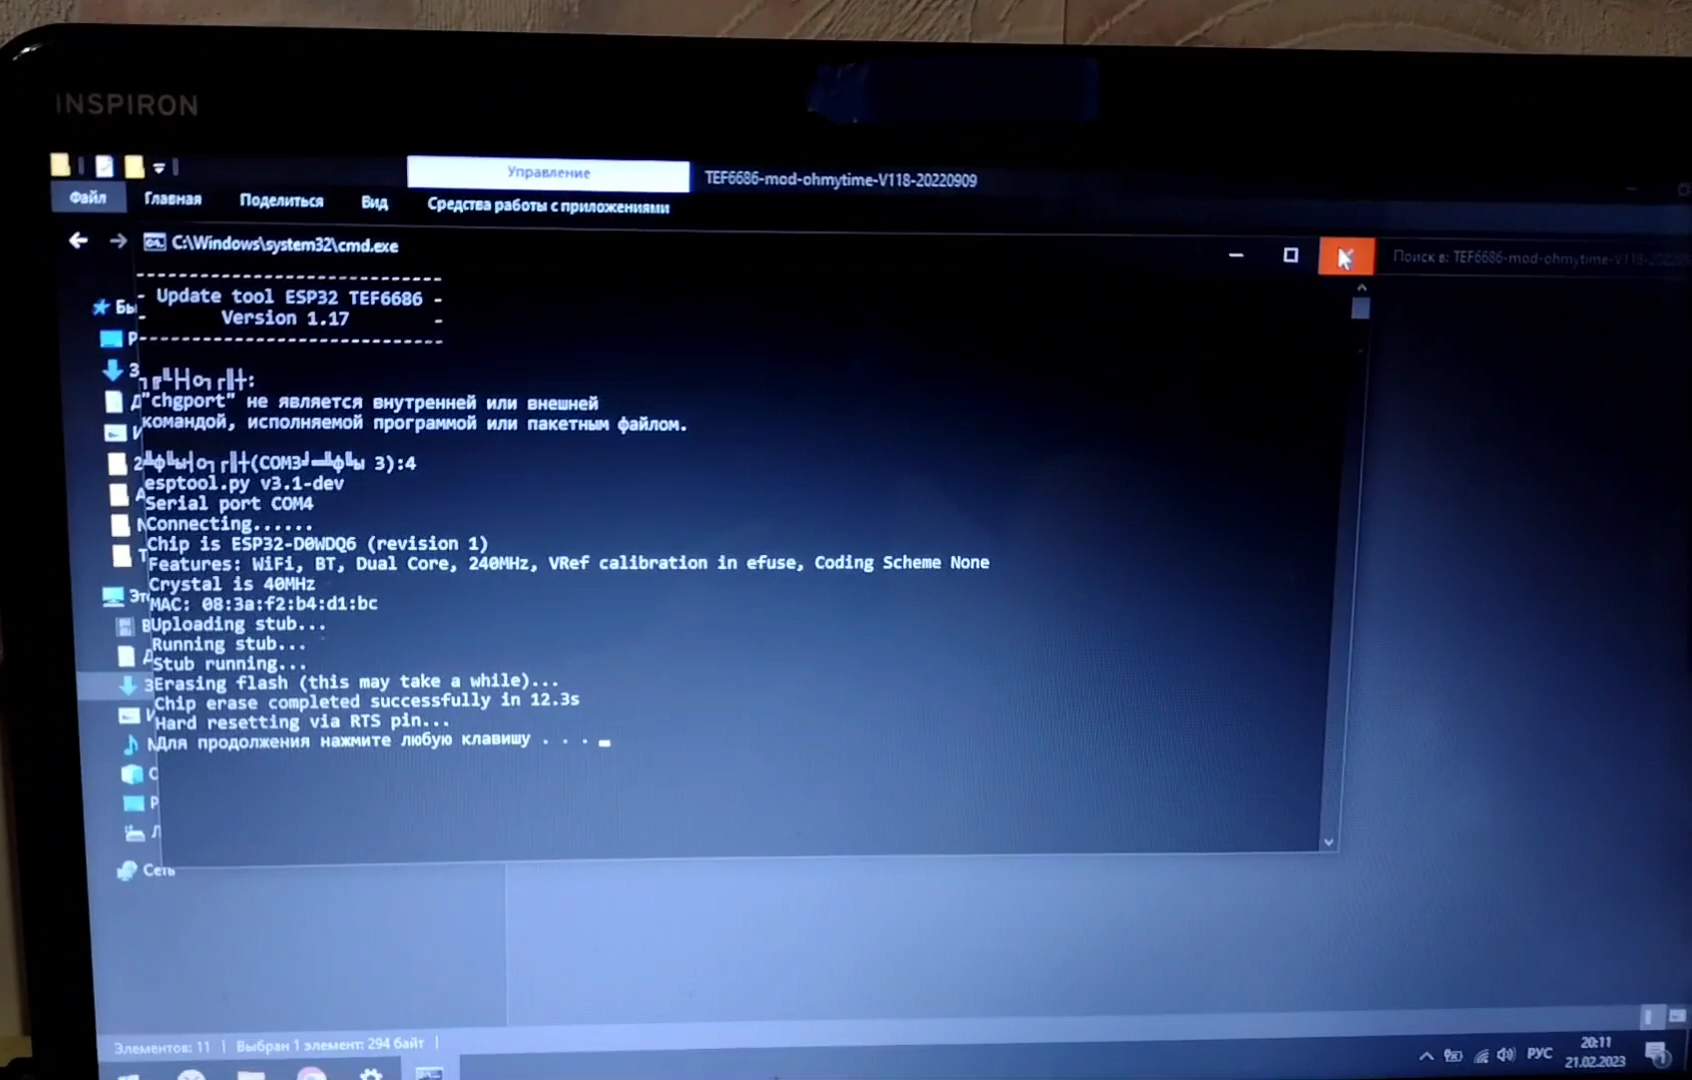 INSPIRON
Управление
TEF6686-mod-ohmytime-V118-20220909
Файл
Главная
Поделиться
Вид
Средства работы с приложениями
C:\Windows\system32\cmd.exe
Поиск в: TEF6686-mod-ohmytime-V118-2022090
----------------------------
- Update tool ESP32 TEF6686 -
- Version 1.17 -
----------------------------
"chgport" не является внутренней или внешней
командой, исполняемой программой или пакетным файлом.
3):4
esptool.py v3.1-dev
Serial port COM4
Connecting......
Chip is ESP32-D0WDQ6 (revision 1)
Features: WiFi, BT, Dual Core, 240MHz, VRef calibration in efuse, Coding Scheme None
Crystal is 40MHz
MAC: 08:3a:f2:b4:d1:bc
Uploading stub...
Running stub...
Stub running...
Erasing flash (this may take a while)...
Chip erase completed successfully in 12.3s
Hard resetting via RTS pin...
Для продолжения нажмите любую клавишу . . .
Сеть
Элементов: 11 | Выбран 1 элемент: 294 байт |
РУС
20:11
21.02.2023